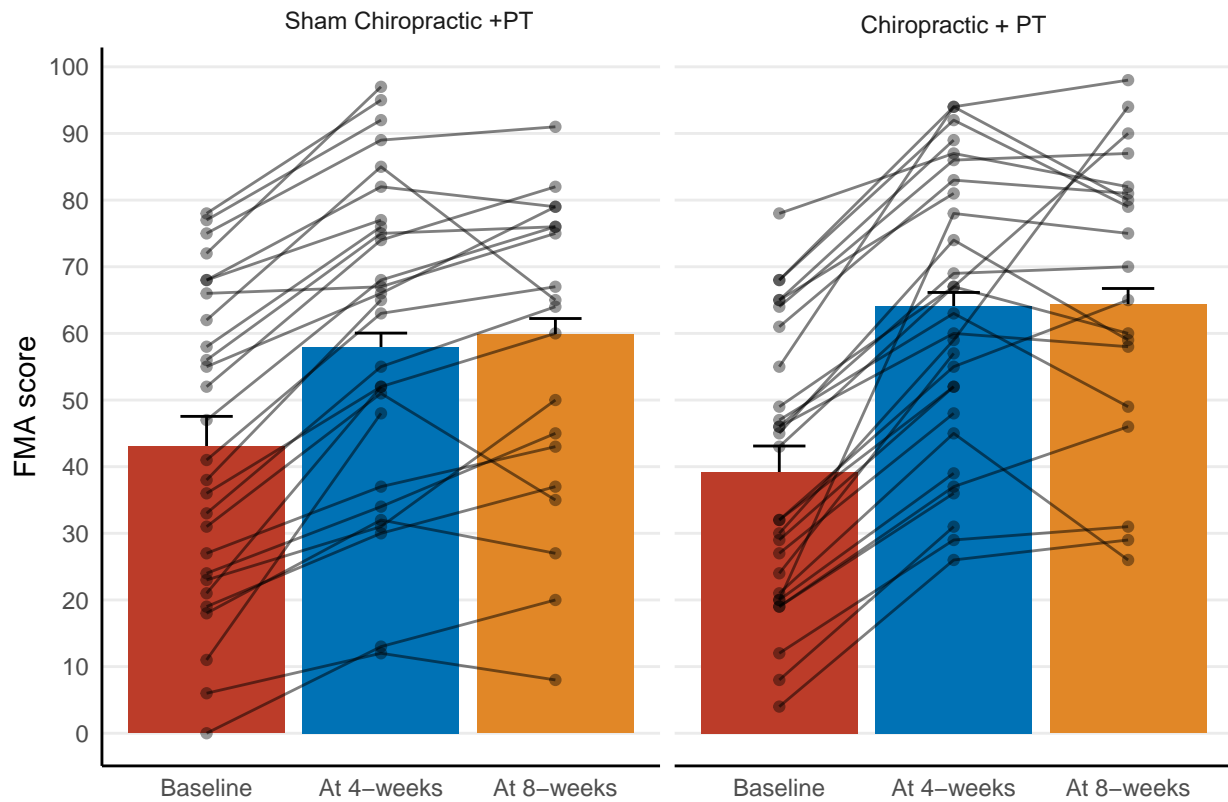 Sham Chiropractic +PT
Chiropractic + PT
FMA score
100
90
80
70
60
50
40
30
20
10
0
Baseline
At 4−weeks
At 8−weeks
Baseline
At 4−weeks
At 8−weeks